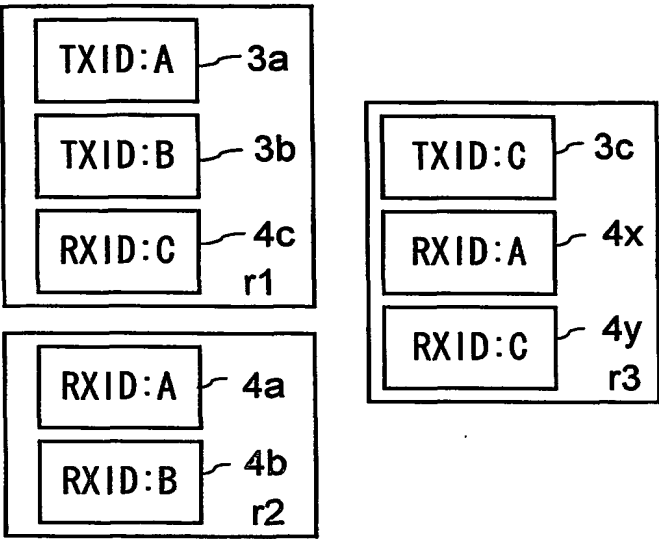 TXID:A 3a
TXID:B 3b
RXID:C 4c
r1
RXID:A 4a
RXID:B 4b
r2
TXID:C 3c
RXID:A 4x
RXID:C 4y
r3